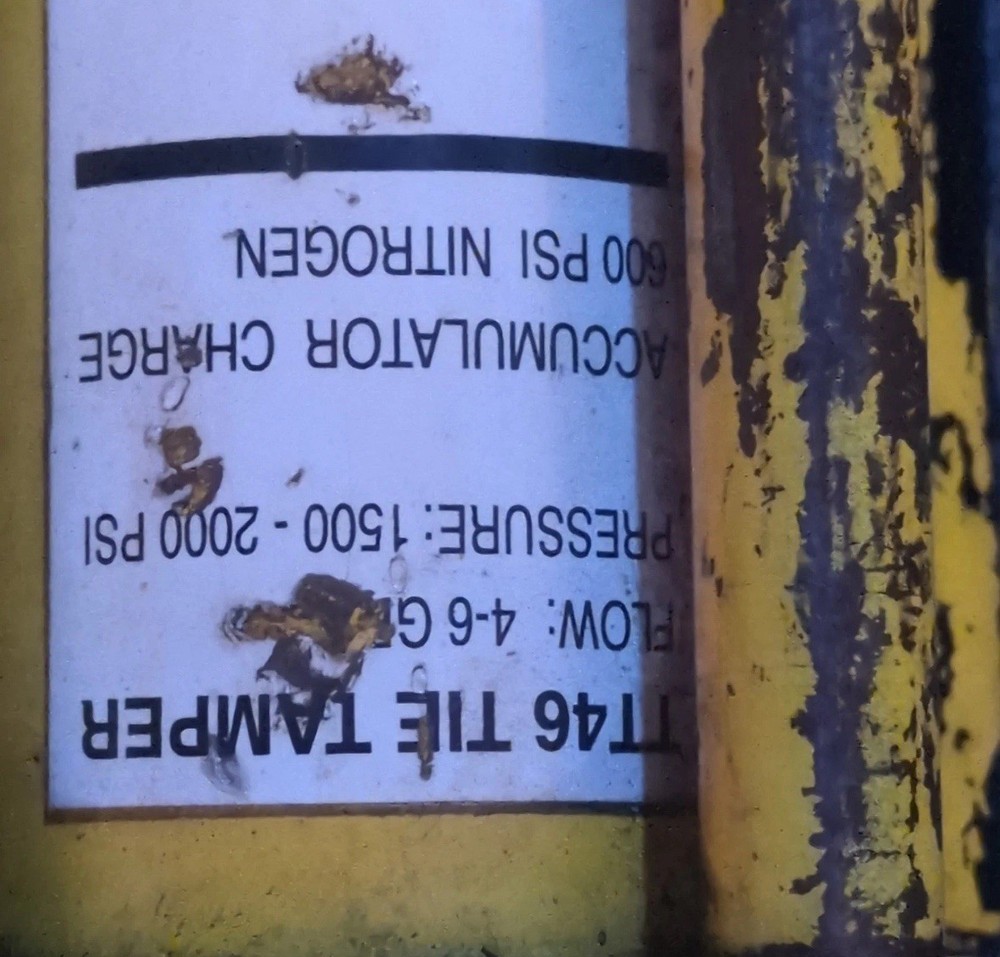 TT46 TIE TAMPER
FLOW: 4-6
PRESSURE: 1500 - 2000 PSI
ACCUMULATOR CHARGE
600 PSI NITROGEN